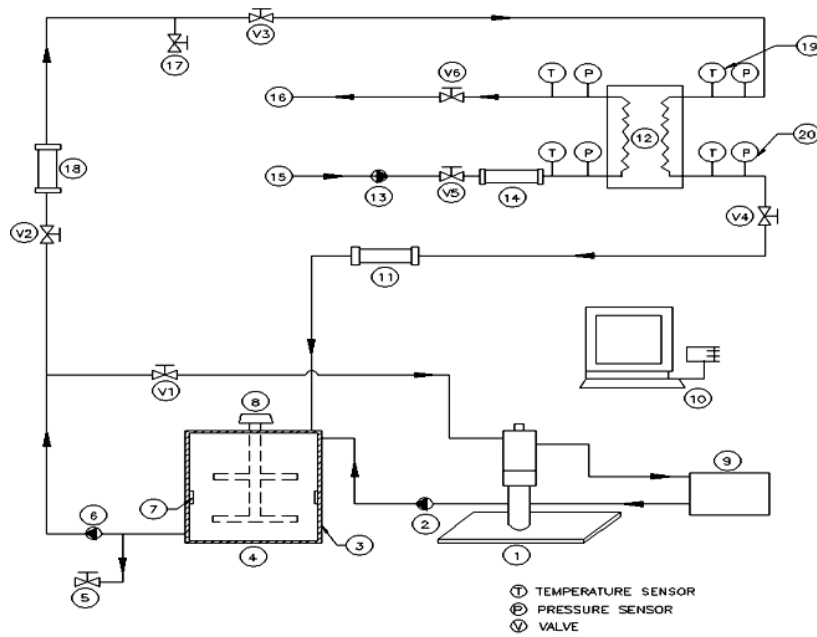 V3
17
V6
T
P
T
P
19
16
12
18
T
P
T
P
20
15
13
V5
14
V2
V4
11
V1
8
10
9
7
6
2
3
4
1
5
T TEMPERATURE SENSOR
P PRESSURE SENSOR
V VALVE